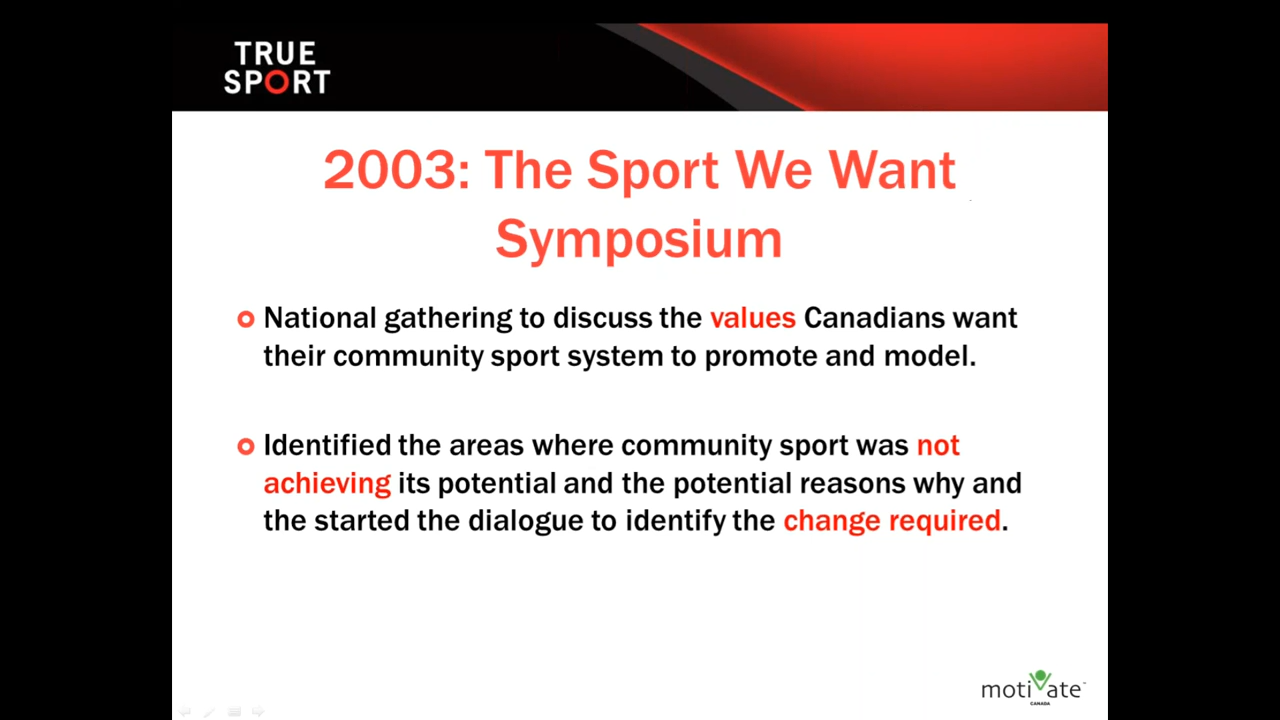 TRUE
SPORT
2003: The Sport We Want
Symposium
National gathering to discuss the values Canadians want
their community sport system to promote and model.
Identified the areas where community sport was not
achieving its potential and the potential reasons why and
the started the dialogue to identify the change required.
motivate™
CANADA